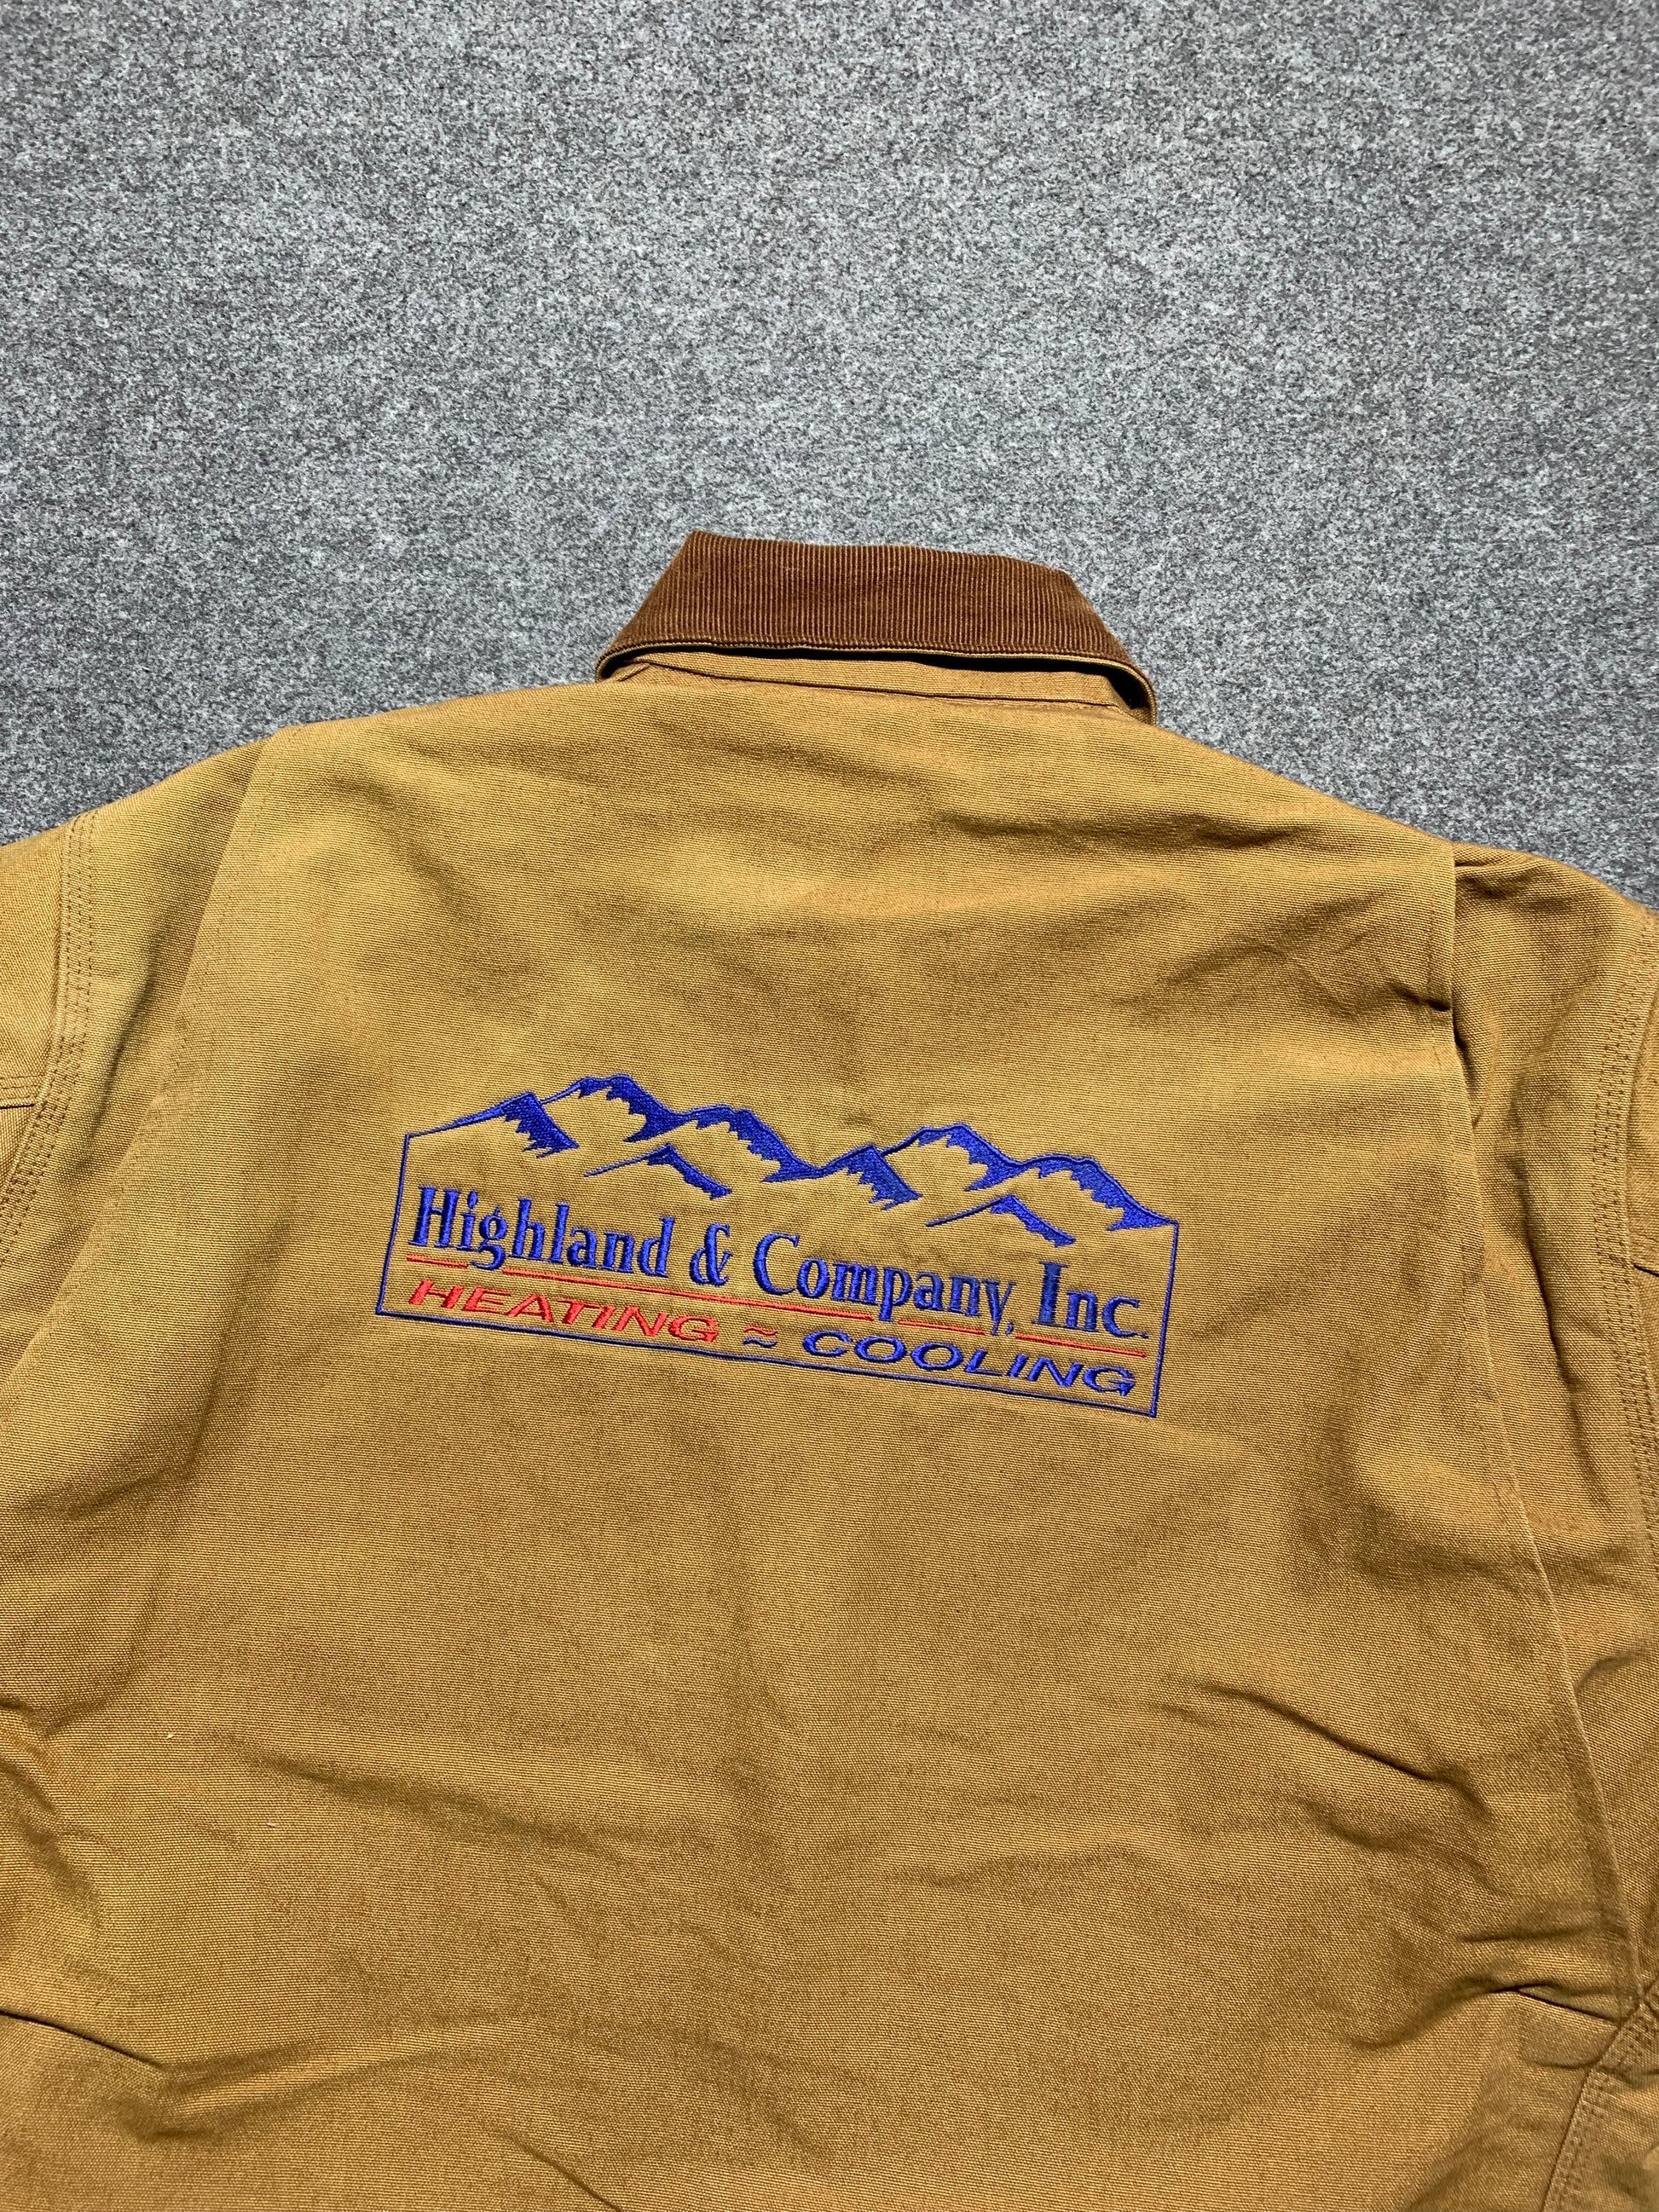 Highland & Company, Inc.
HEATING ≈ COOLING